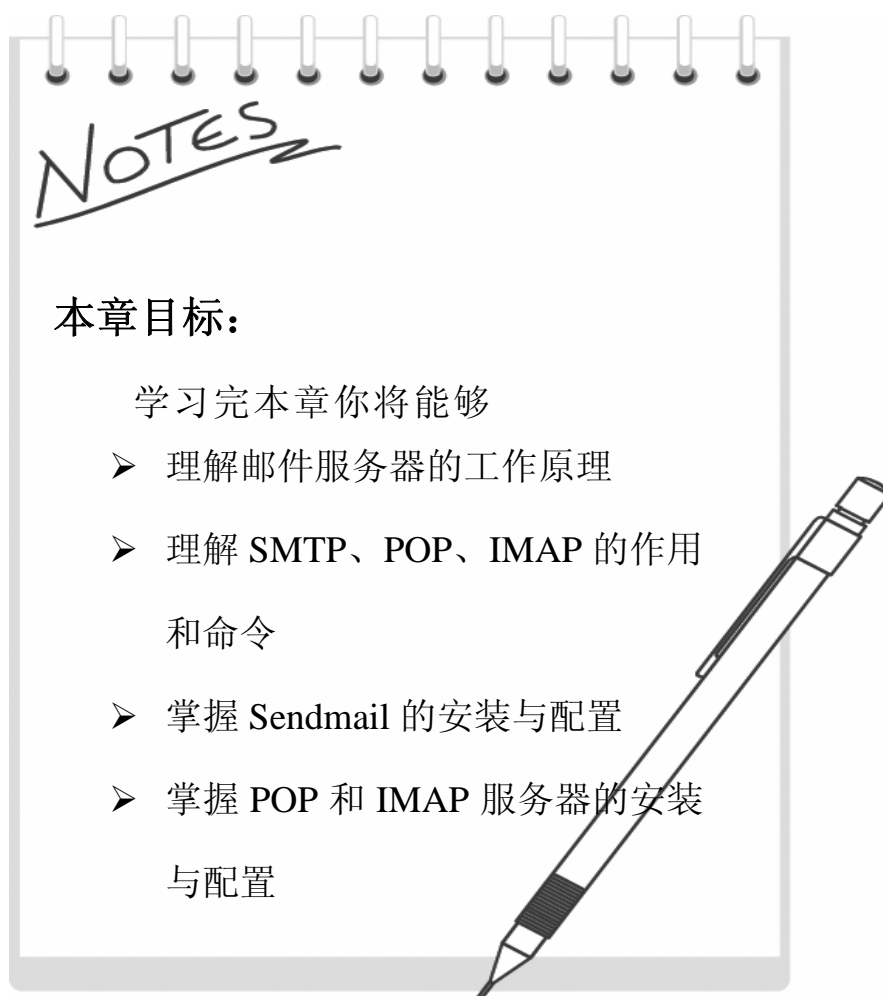 NOTES
本章目标：
学习完本章你将能够
➢ 理解邮件服务器的工作原理
➢ 理解 SMTP、POP、IMAP 的作用
和命令
➢ 掌握 Sendmail 的安装与配置
➢ 掌握 POP 和 IMAP 服务器的安装
与配置